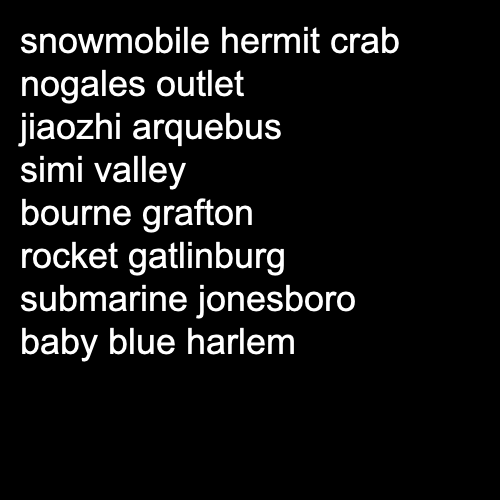 snowmobile hermit crab
nogales outlet
jiaozhi arquebus
simi valley
bourne grafton
rocket gatlinburg
submarine jonesboro
baby blue harlem